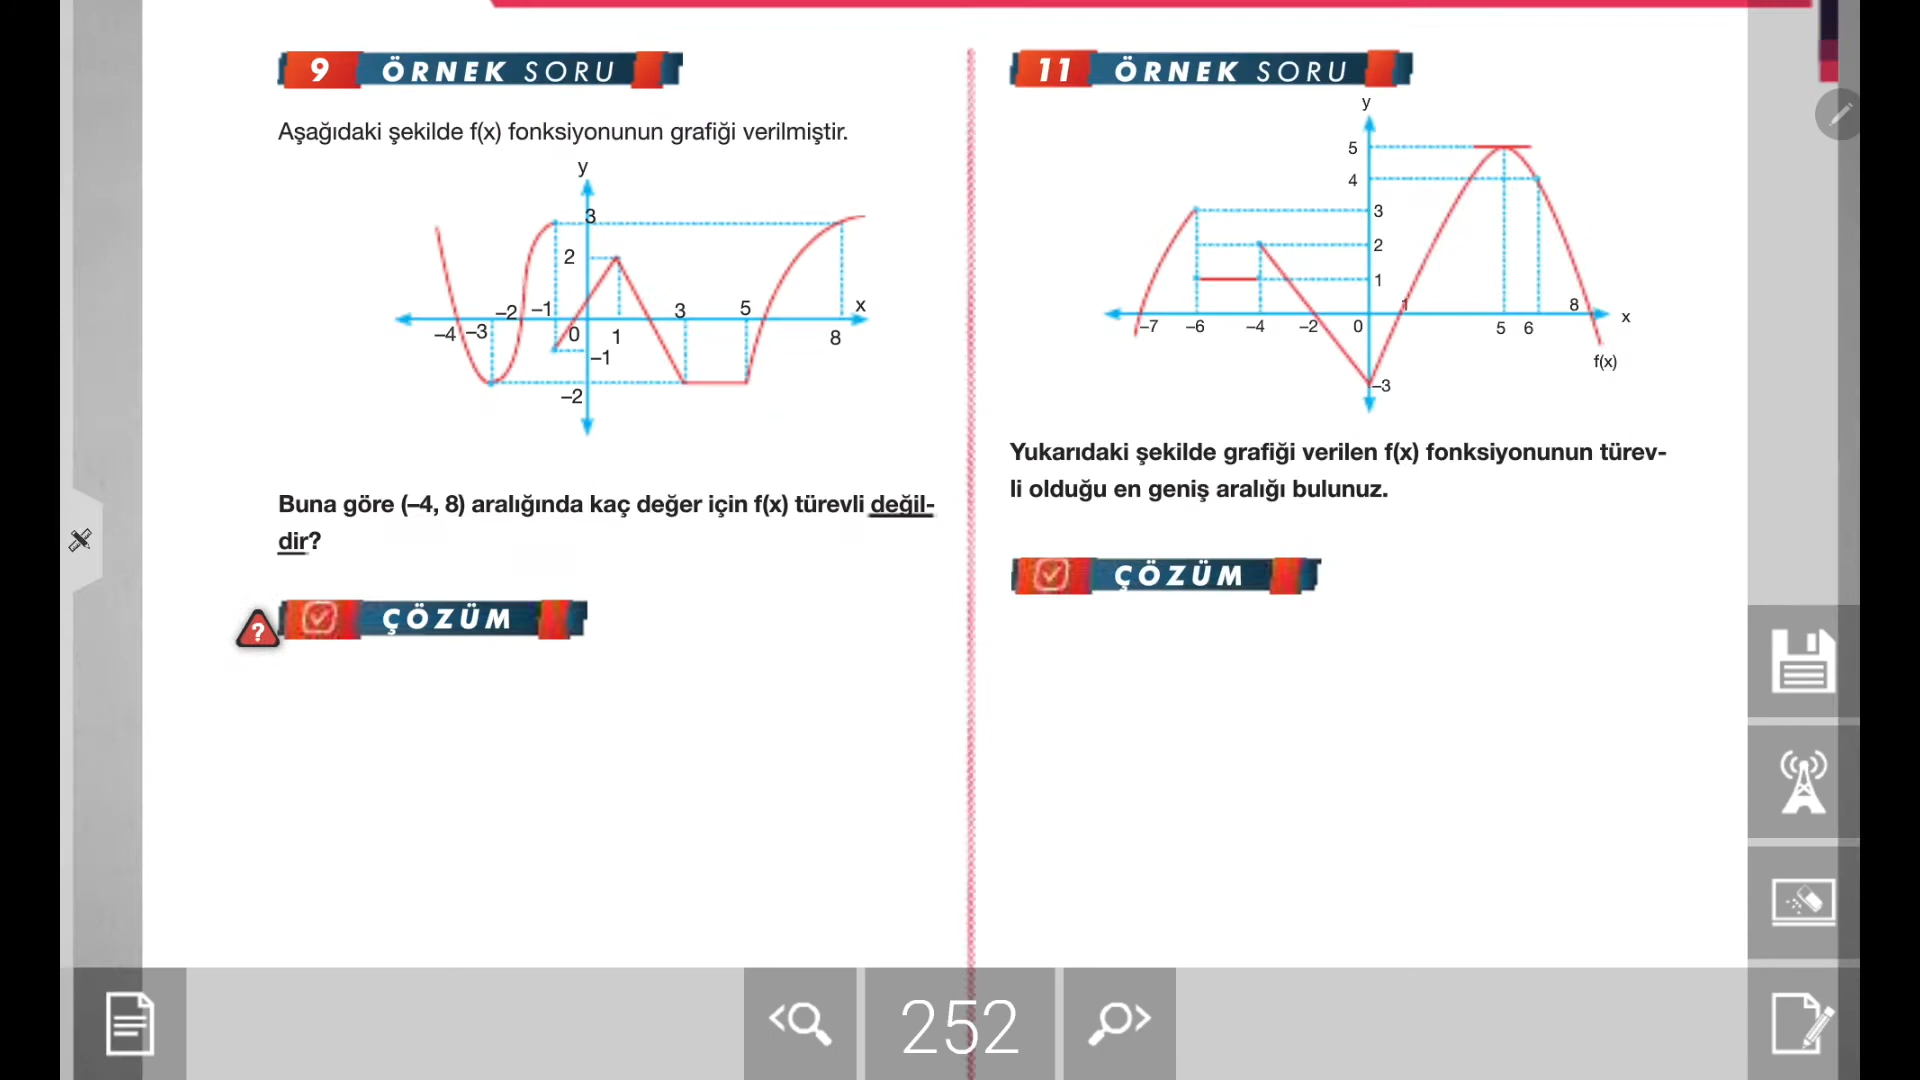 9 ÖRNEK SORU
Aşağıdaki şekilde f(x) fonksiyonunun grafiği verilmiştir.
y
3
2
–2 –1 3 5 x
–4 –3 0 1 8
–1
–2
Buna göre (–4, 8) aralığında kaç değer için f(x) türevli değil-
dir?
? ÇÖZÜM
11 ÖRNEK SORU
y
5
4
3
2
1
1 8
–7 –6 –4 –2 0 5 6 x
f(x)
–3
Yukarıdaki şekilde grafiği verilen f(x) fonksiyonunun türev-
li olduğu en geniş aralığı bulunuz.
ÇÖZÜM
252